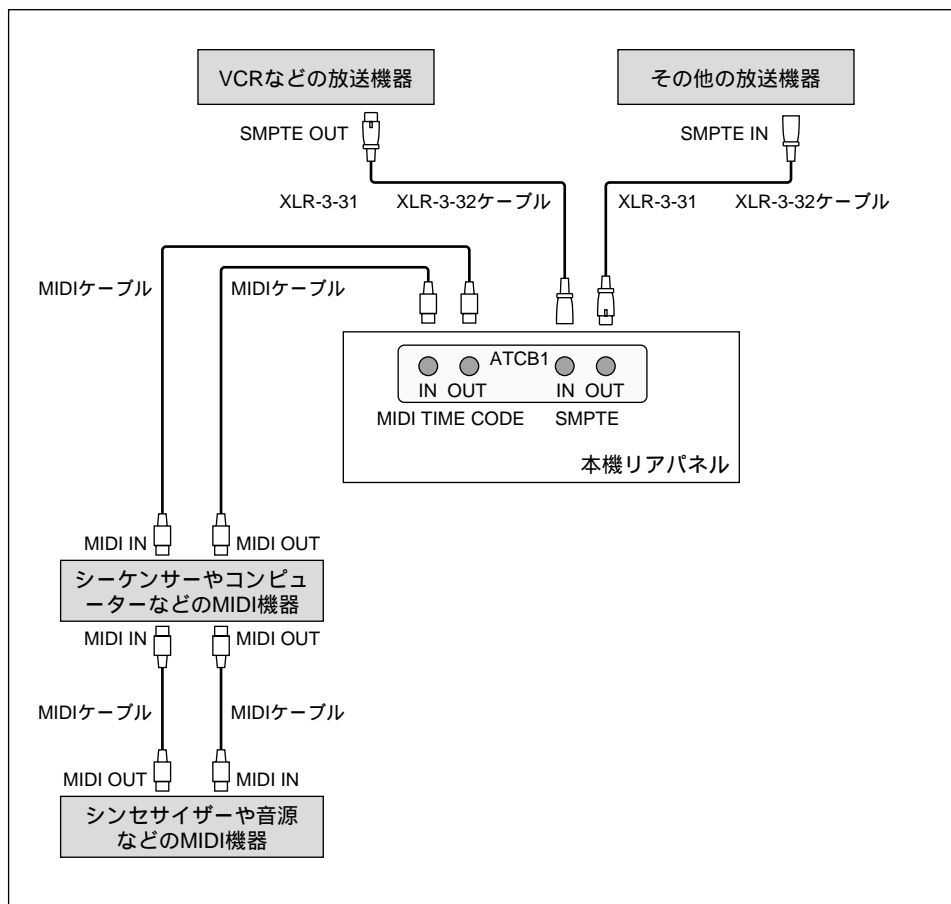 VCRなどの放送機器
その他の放送機器
SMPTE OUT
SMPTE IN
XLR-3-31
XLR-3-32ケーブル
XLR-3-31
XLR-3-32ケーブル
MIDIケーブル
MIDIケーブル
ATCB1
IN OUT
IN OUT
MIDI TIME CODE
SMPTE
本機リアパネル
MIDI IN
MIDI OUT
シーケンサーやコンピュ
ーターなどのMIDI機器
MIDI IN
MIDI OUT
MIDIケーブル
MIDIケーブル
MIDI OUT
MIDI IN
シンセサイザーや音源
などのMIDI機器